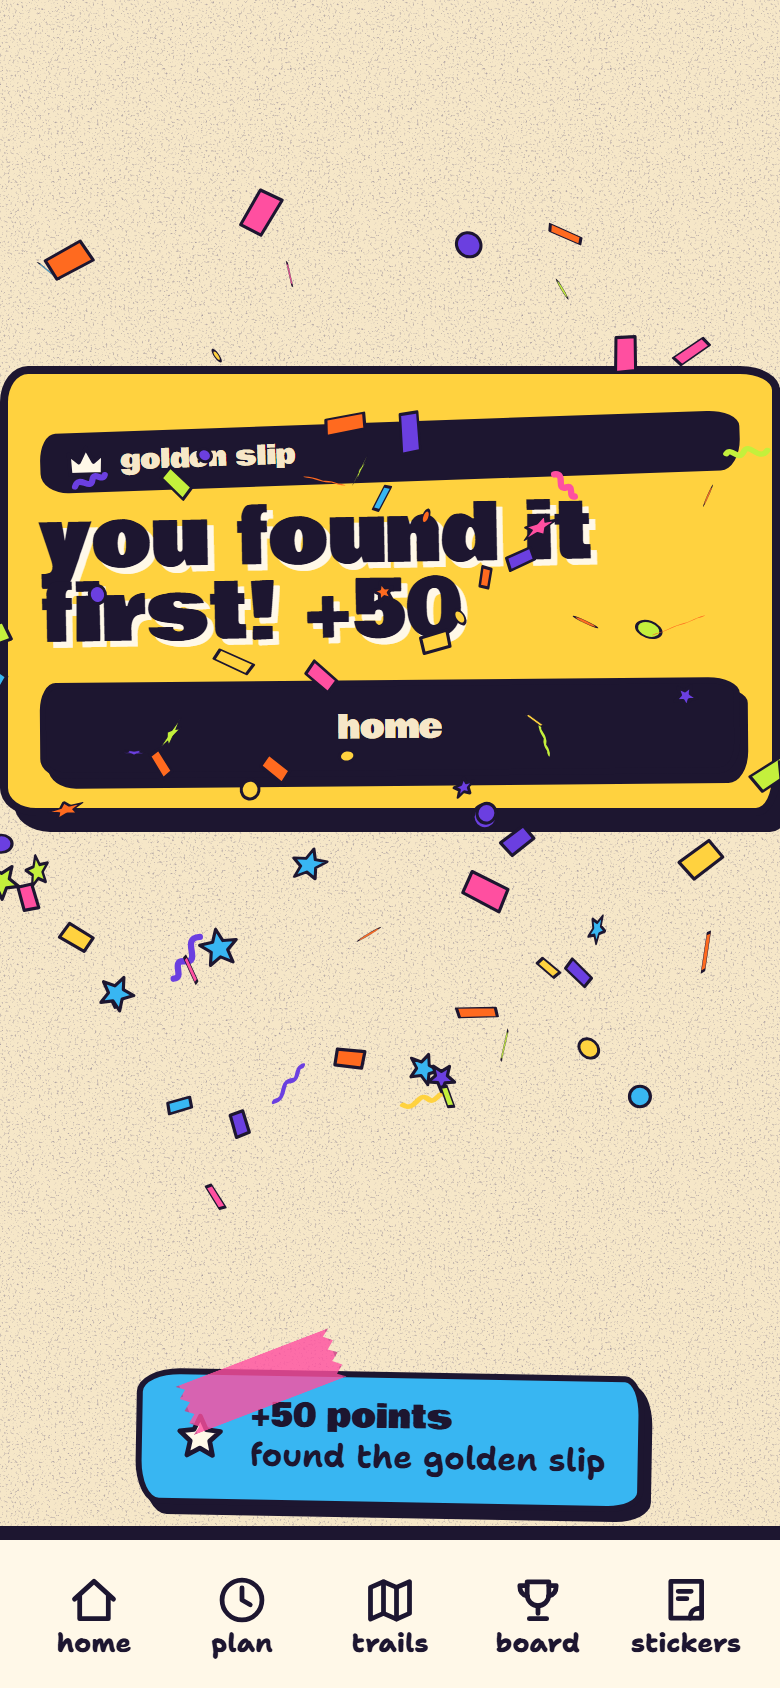 golden slip
you found it
first! +50
home
+50 points
found the golden slip
home
plan
trails
board
stickers